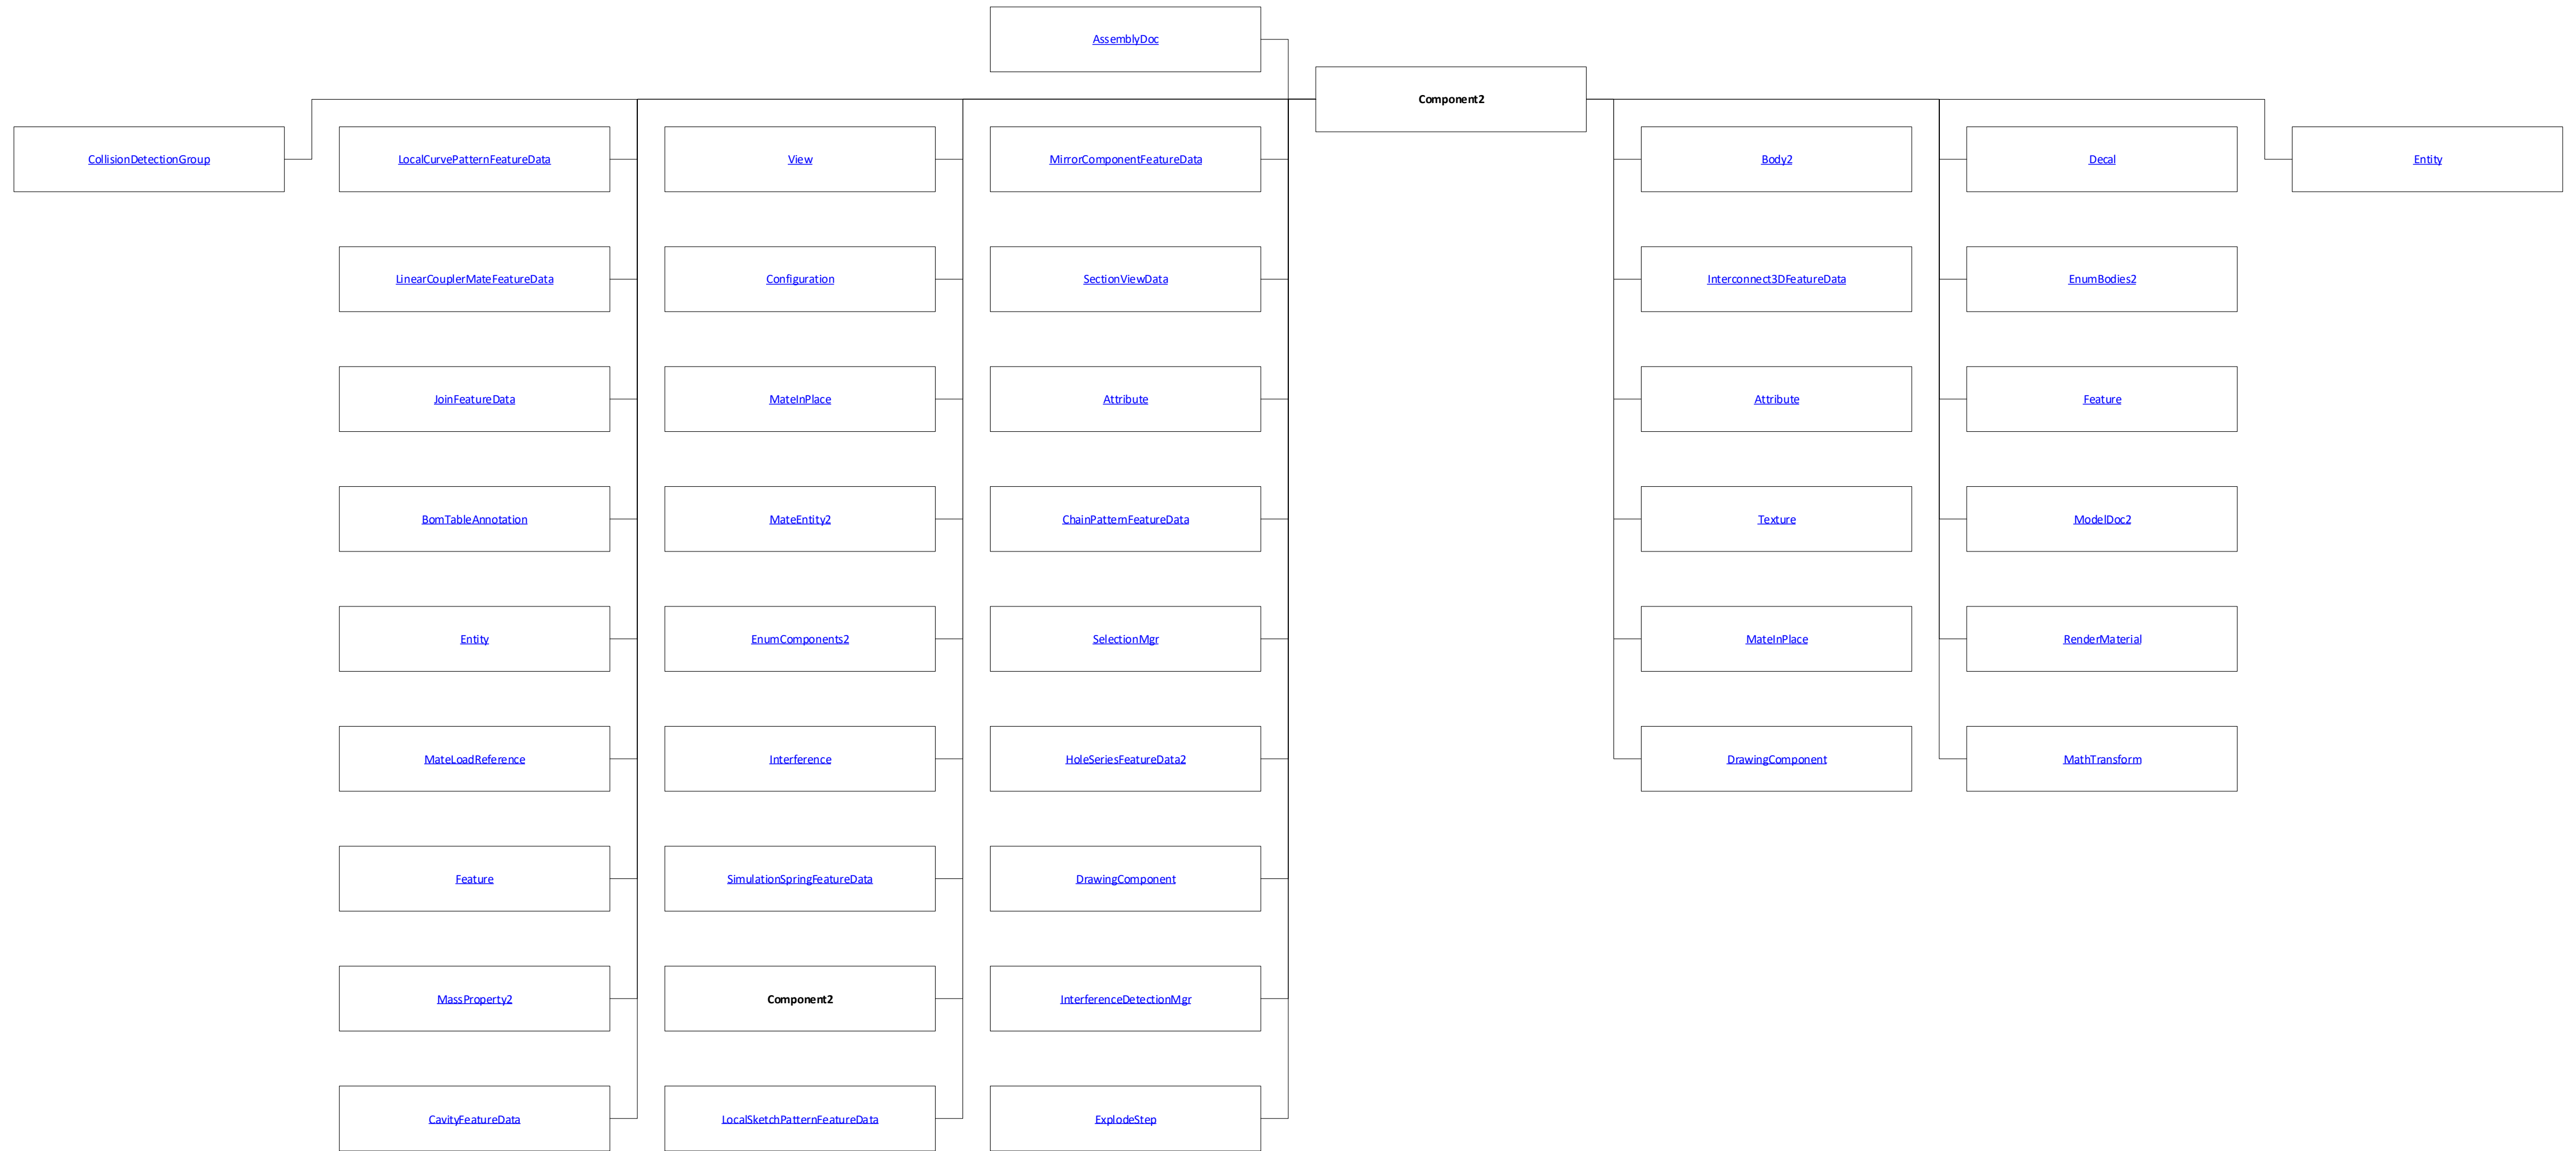 AssemblyDoc
Component2
CollisionDetectionGroup
LocalCurvePatternFeatureData
View
MirrorComponentFeatureData
Body2
Decal
Entity
LinearCouplerMateFeatureData
Configuration
SectionViewData
Interconnect3DFeatureData
EnumBodies2
JoinFeatureData
MateInPlace
Attribute
Attribute
Feature
BomTableAnnotation
MateEntity2
ChainPatternFeatureData
Texture
ModelDoc2
Entity
EnumComponents2
SelectionMgr
MateInPlace
RenderMaterial
MateLoadReference
Interference
HoleSeriesFeatureData2
DrawingComponent
MathTransform
Feature
SimulationSpringFeatureData
DrawingComponent
MassProperty2
Component2
InterferenceDetectionMgr
CavityFeatureData
LocalSketchPatternFeatureData
ExplodeStep